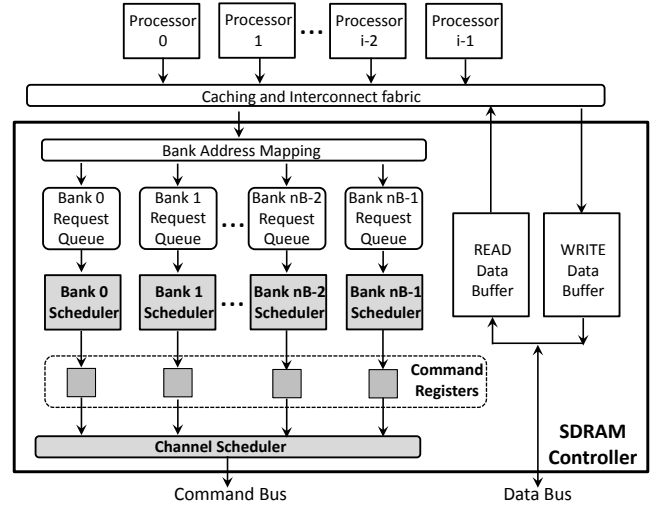 Processor
0
Processor
1
...
Processor
i-2
Processor
i-1
Caching and Interconnect fabric
Bank Address Mapping
Bank 0
Request
Queue
Bank 1
Request
Queue
...
Bank nB-2
Request
Queue
Bank nB-1
Request
Queue
READ
Data
Buffer
WRITE
Data
Buffer
Bank 0
Scheduler
Bank 1
Scheduler
...
Bank nB-2
Scheduler
Bank nB-1
Scheduler
Command
Registers
Channel Scheduler
SDRAM
Controller
Command Bus
Data Bus